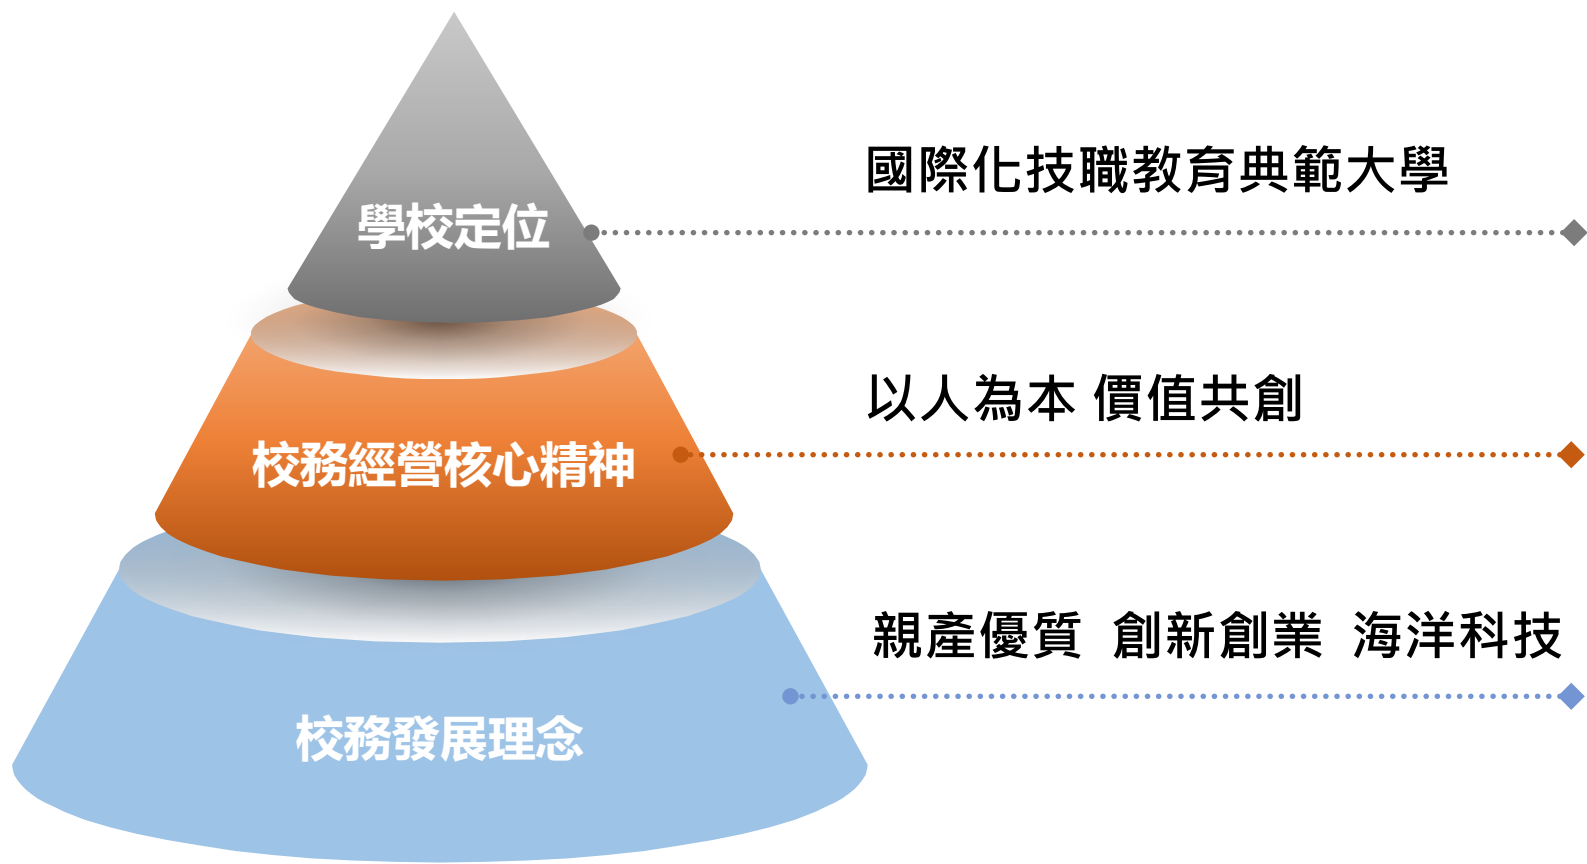 國際化技職教育典範大學
學校定位
以人為本 價值共創
校務經營核心精神
親產優質 創新創業 海洋科技
校務發展理念